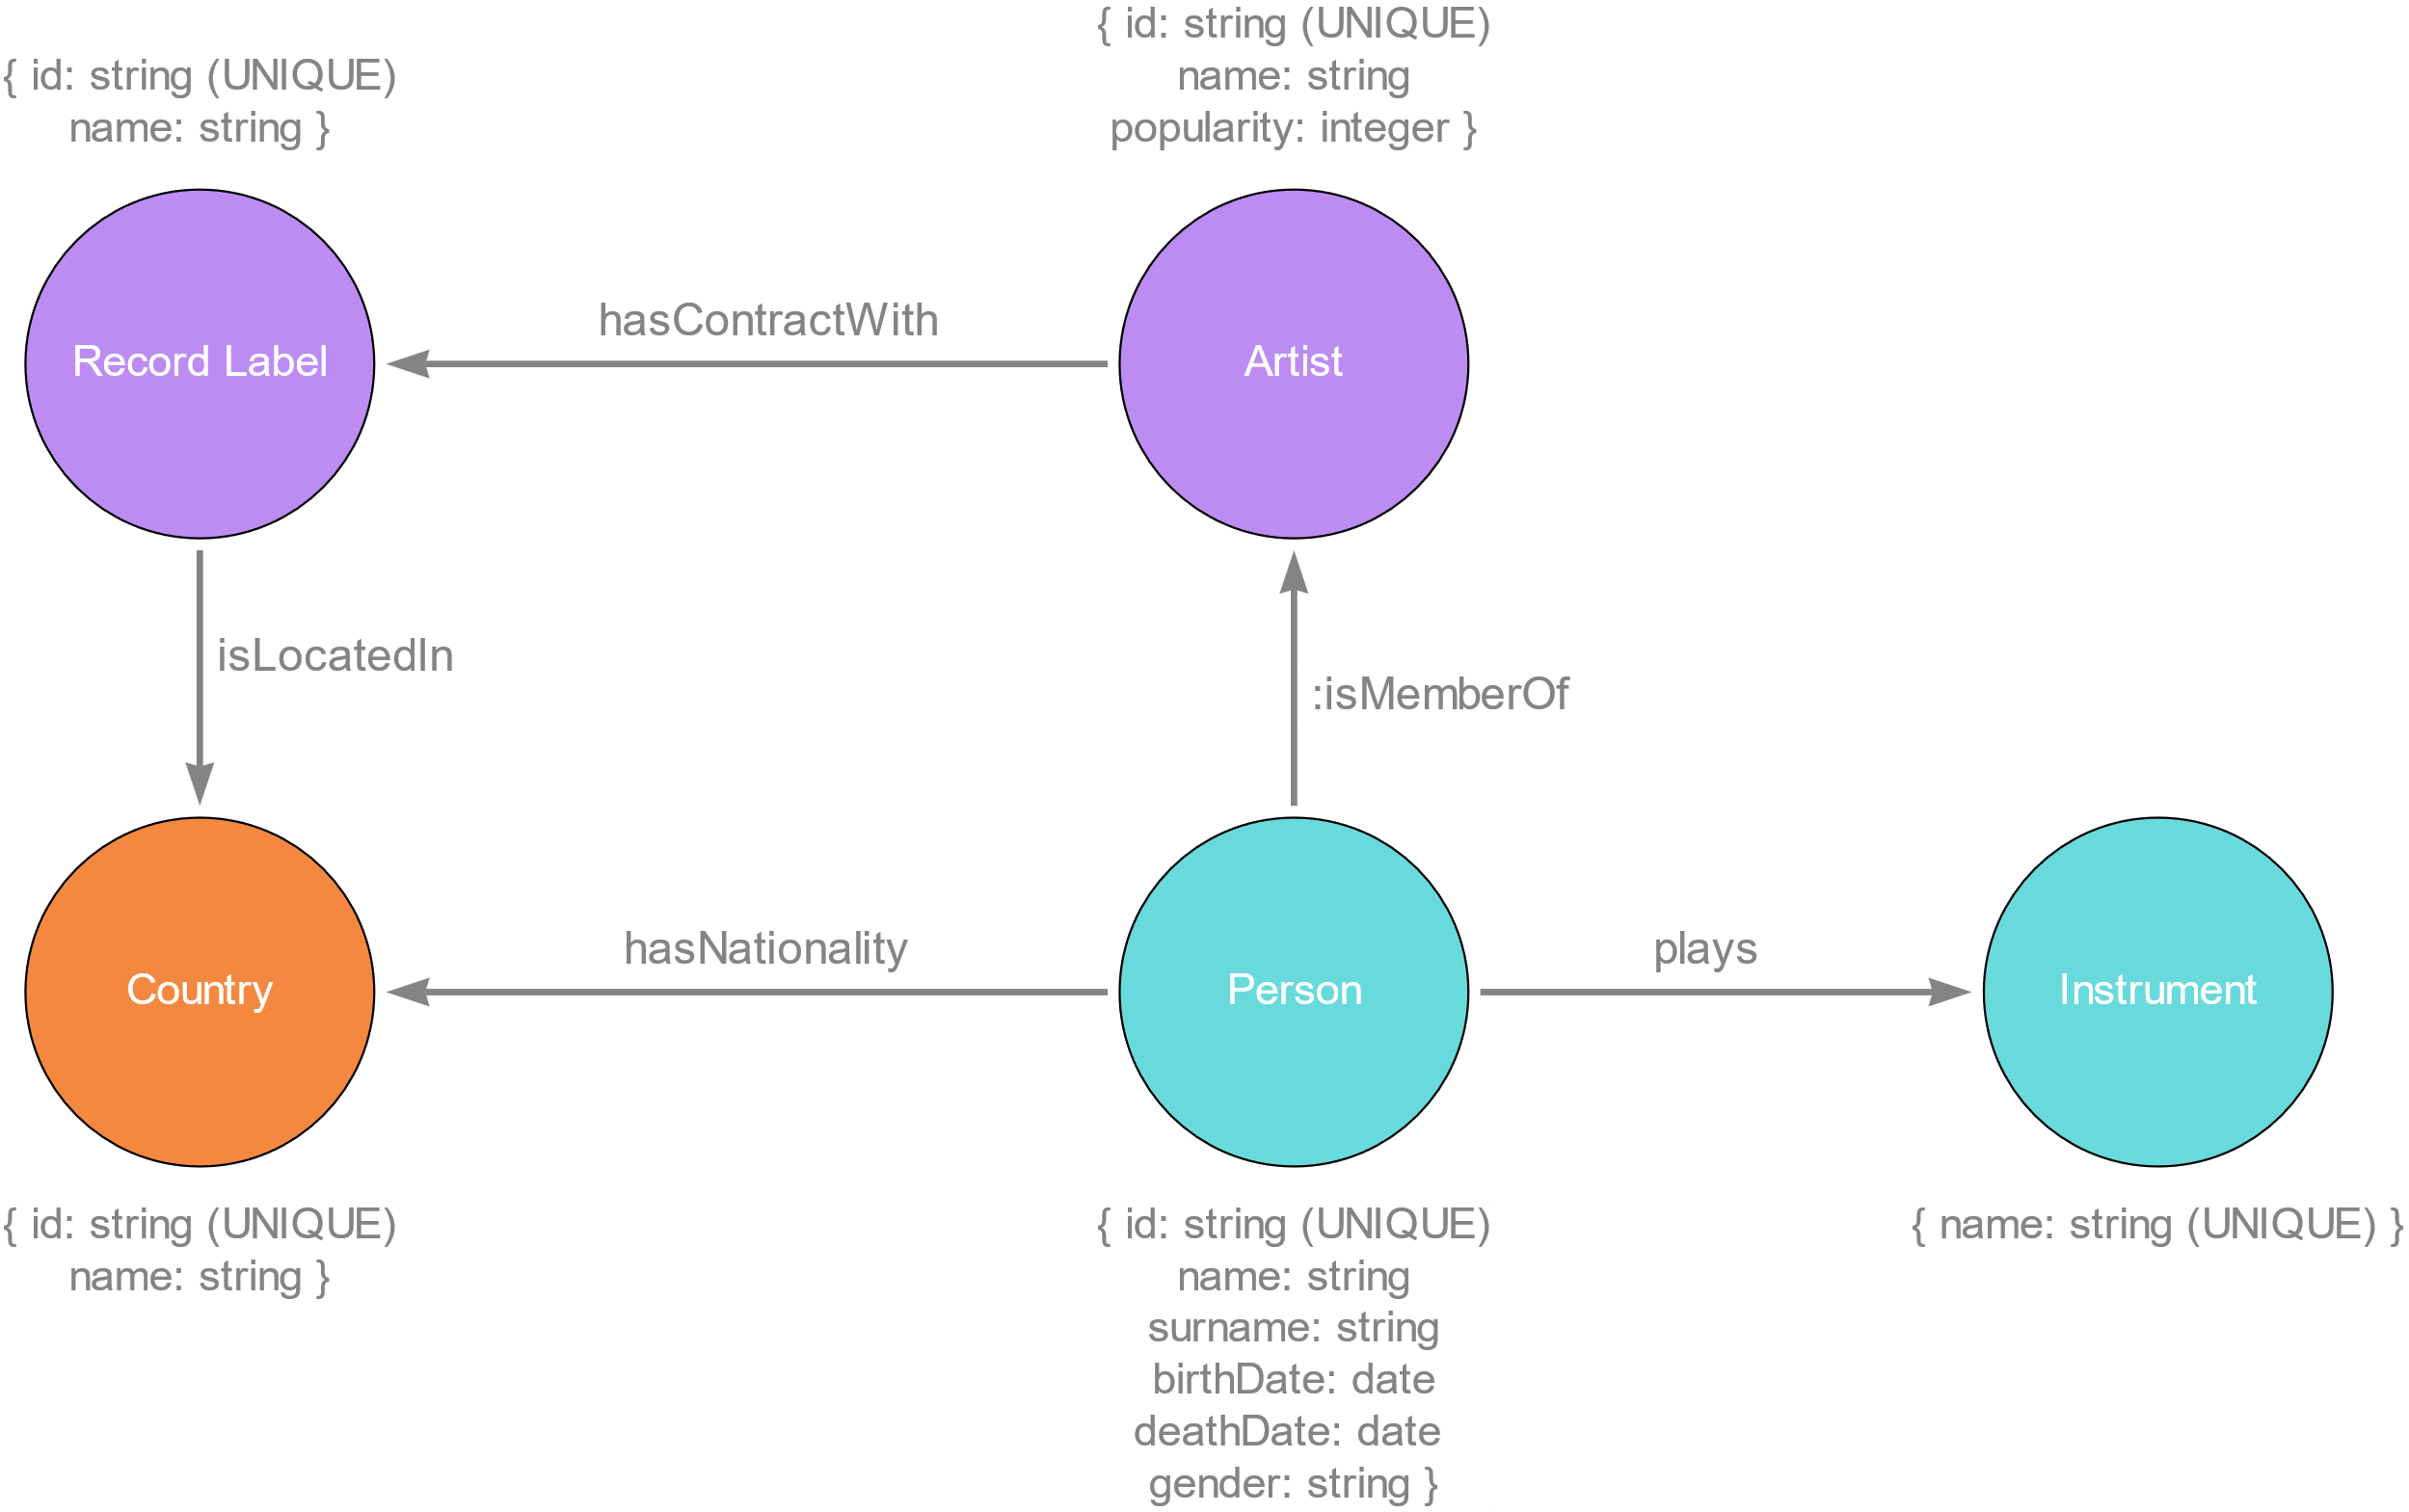 { id: string (UNIQUE)
name: string
popularity: integer }
{ id: string (UNIQUE)
name: string }
Record Label
hasContractWith
Artist
isLocatedIn
:isMemberOf
Country
hasNationality
Person
plays
Instrument
{ id: string (UNIQUE)
name: string }
{ id: string (UNIQUE)
name: string
surname: string
birthDate: date
deathDate: date
gender: string }
{ name: string (UNIQUE) }